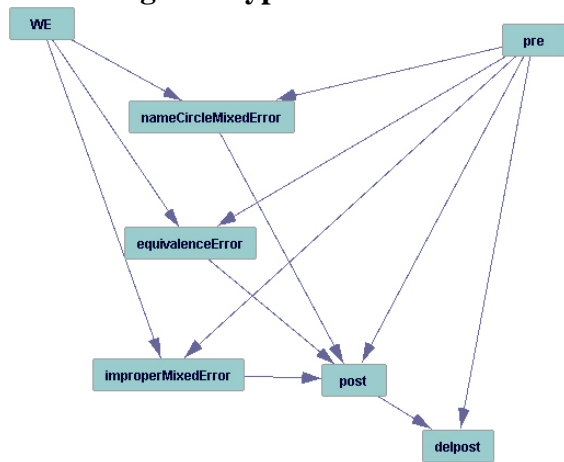 WE
pre
nameCircleMixedError
equivalenceError
improperMixedError
post
delpost